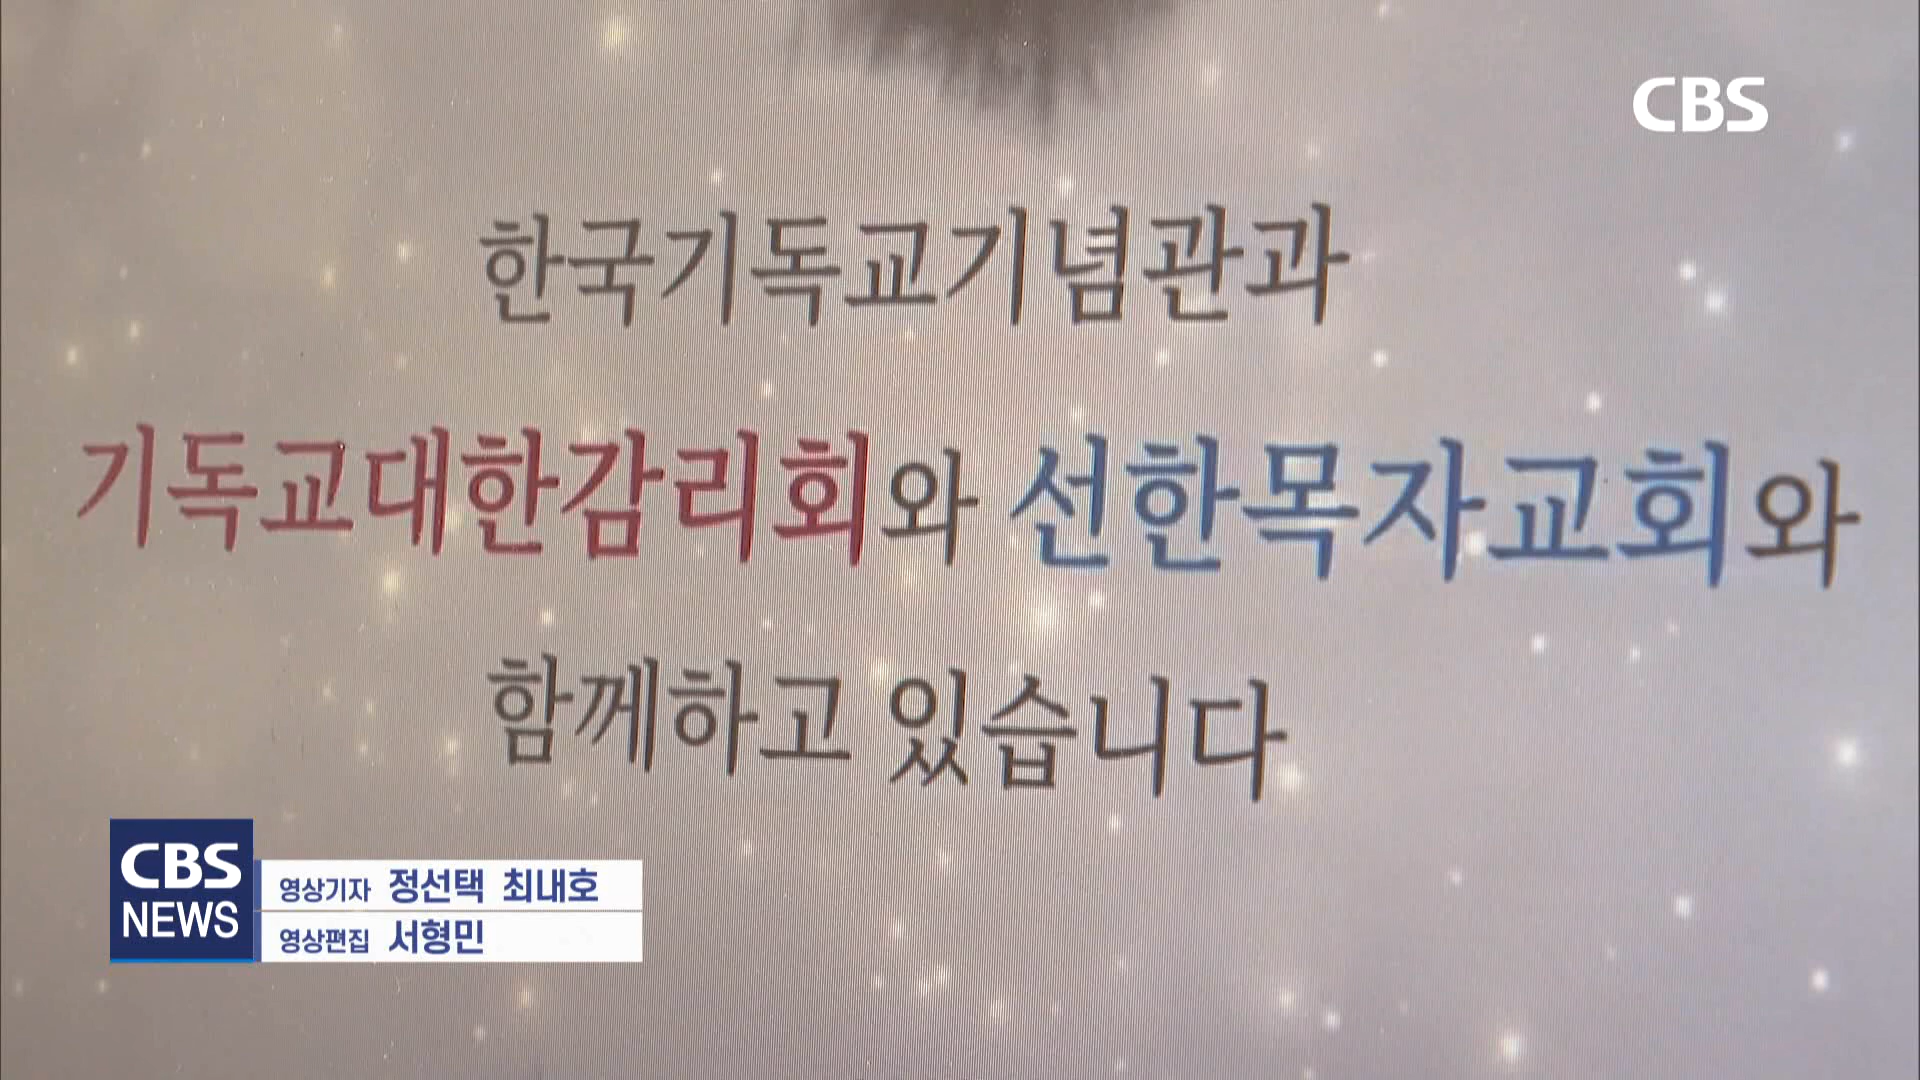 CBS
한국기독교기념관과
기독교대한감리회와 선한목자교회와
함께하고 있습니다
CBS
NEWS
영상기자 정선택 최내호
영상편집 서형민